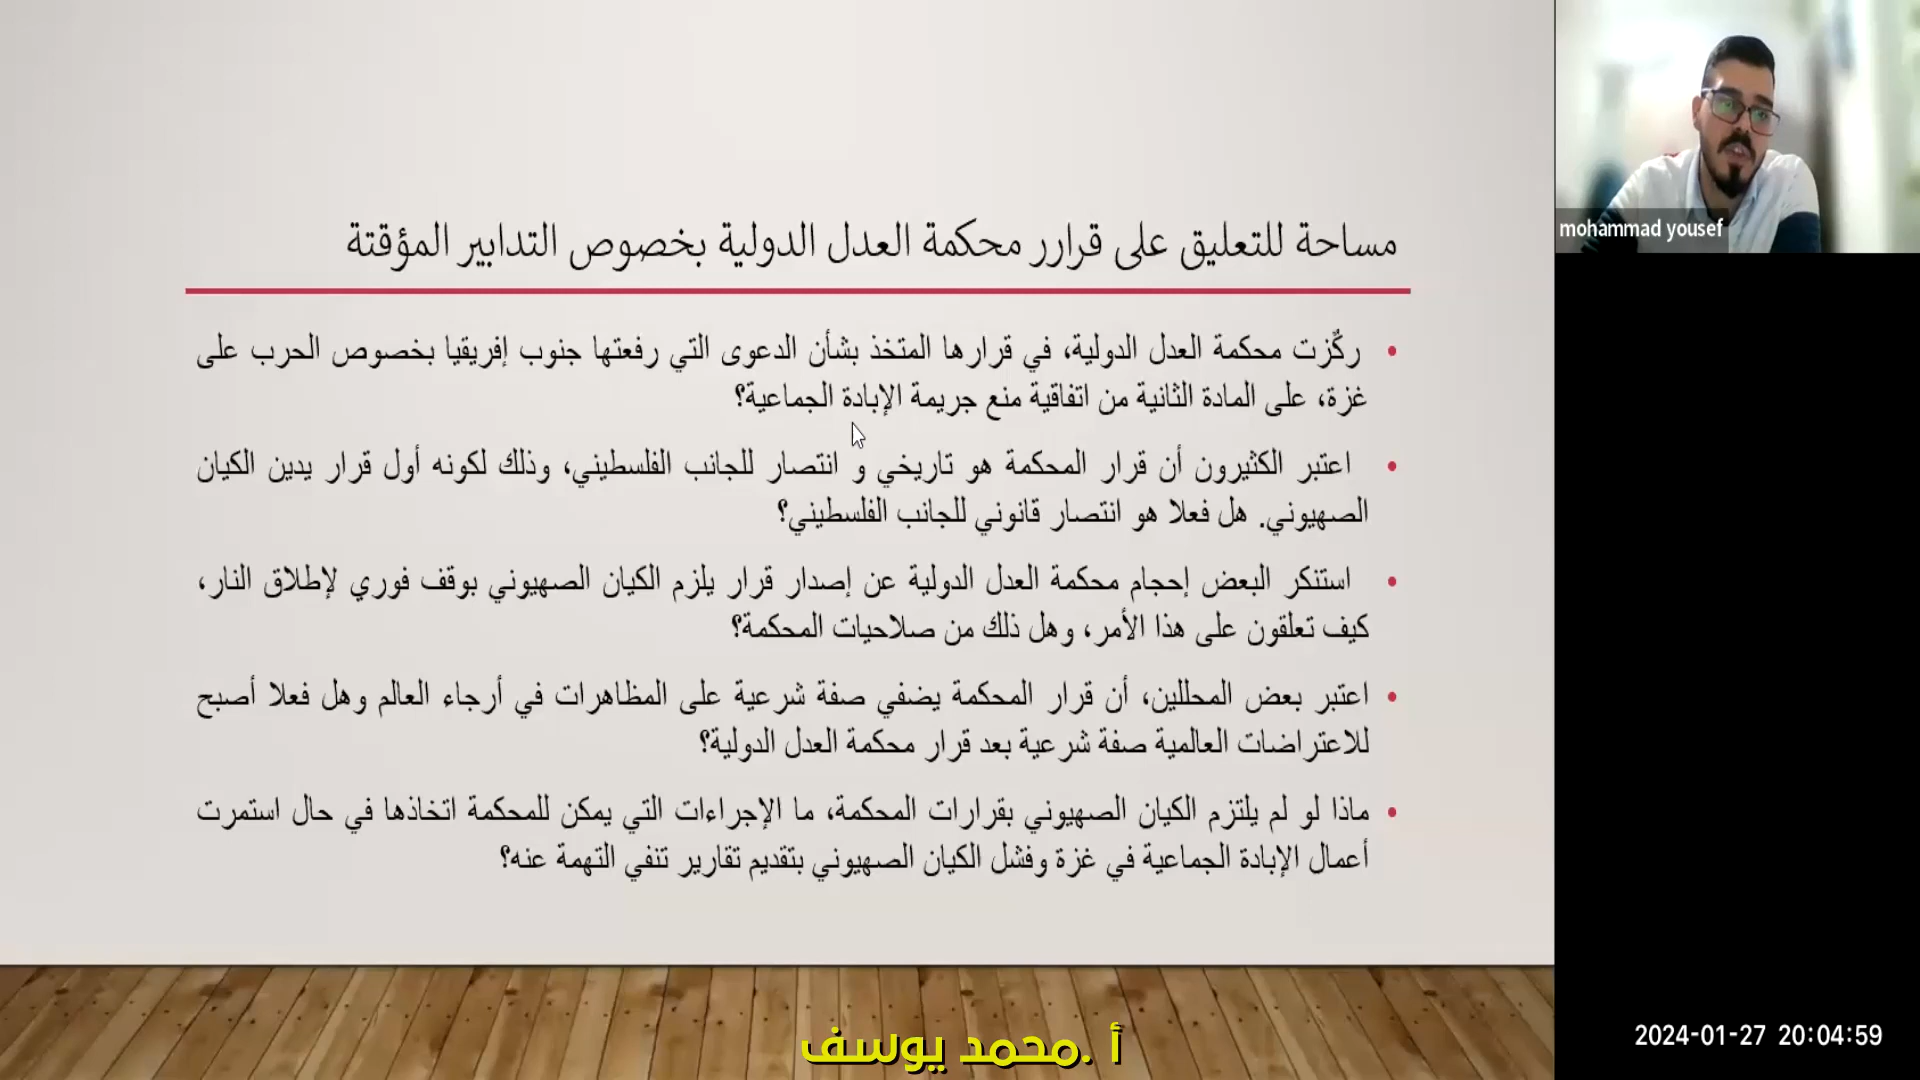 مساحة للتعليق على قرارر محكمة العدل الدولية بخصوص التدابير المؤقتة
• ركٌزت محكمة العدل الدولية، في قرارها المتخذ بشأن الدعوى التي رفعتها جنوب إفريقيا بخصوص الحرب على
غزة، على المادة الثانية من اتفاقية منع جريمة الإبادة الجماعية؟
• اعتبر الكثيرون أن قرار المحكمة هو تاريخي و انتصار للجانب الفلسطيني، وذلك لكونه أول قرار يدين الكيان
الصهيوني. هل فعلا هو انتصار قانوني للجانب الفلسطيني؟
• استنكر البعض إحجام محكمة العدل الدولية عن إصدار قرار يلزم الكيان الصهيوني بوقف فوري لإطلاق النار،
كيف تعلقون على هذا الأمر، وهل ذلك من صلاحيات المحكمة؟
• اعتبر بعض المحللين، أن قرار المحكمة يضفي صفة شرعية على المظاهرات في أرجاء العالم وهل فعلا أصبح
للاعتراضات العالمية صفة شرعية بعد قرار محكمة العدل الدولية؟
• ماذا لو لم يلتزم الكيان الصهيوني بقرارات المحكمة، ما الإجراءات التي يمكن للمحكمة اتخاذها في حال استمرت
أعمال الإبادة الجماعية في غزة وفشل الكيان الصهيوني بتقديم تقارير تنفي التهمة عنه؟
mohammad yousef
أ .محمد يوسف
2024-01-27 20:04:59